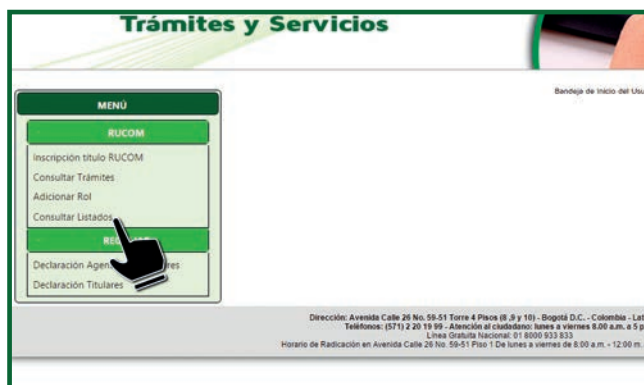 Trámites y Servicios
Bandeja de Inicio del Usu
MENÚ
RUCOM
Inscripción título RUCOM
Consultar Trámites
Adicionar Rol
Consultar Listados
Declaración
Declaración Titulares
Dirección: Avenida Calle 26 No. 59-51 Torre 4 Pisos (8 ,9 y 10) - Bogotá D.C. - Colombia - Lat
Teléfonos: (571) 2 20 19 99 - Atención al ciudadano: lunes a viernes 8.00 a.m. a 5 p
Línea Gratuita Nacional: 01 8000 933 833
Horario de Radicación en Avenida Calle 26 No. 59-51 Piso 1 De lunes a viernes de 8:00 a.m. - 12:00 m.